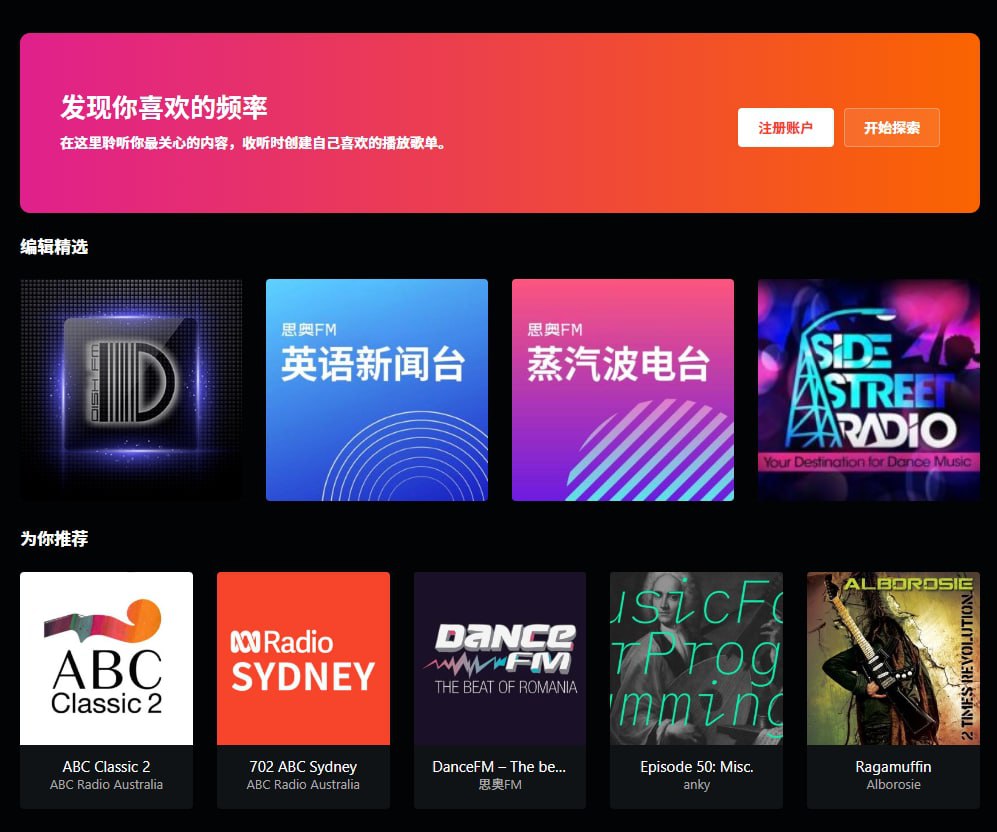 发现你喜欢的频率
在这里聆听你最关心的内容，收听时创建自己喜欢的播放歌单。
注册账户
开始探索
编辑精选
DISH FM
D
思奥FM
英语新闻台
思奥FM
蒸汽波电台
SIDE
STREET
RADIO
Your Destination for Dance Music
为你推荐
ABC
Classic 2
Radio
SYDNEY
DANCE
FM
THE BEAT OF ROMANIA
usicFo
rProg
mming
ALBOROSIE
2 TIMES REVOLUTION
ABC Classic 2
ABC Radio Australia
702 ABC Sydney
ABC Radio Australia
DanceFM – The be...
思奥FM
Episode 50: Misc.
anky
Ragamuffin
Alborosie